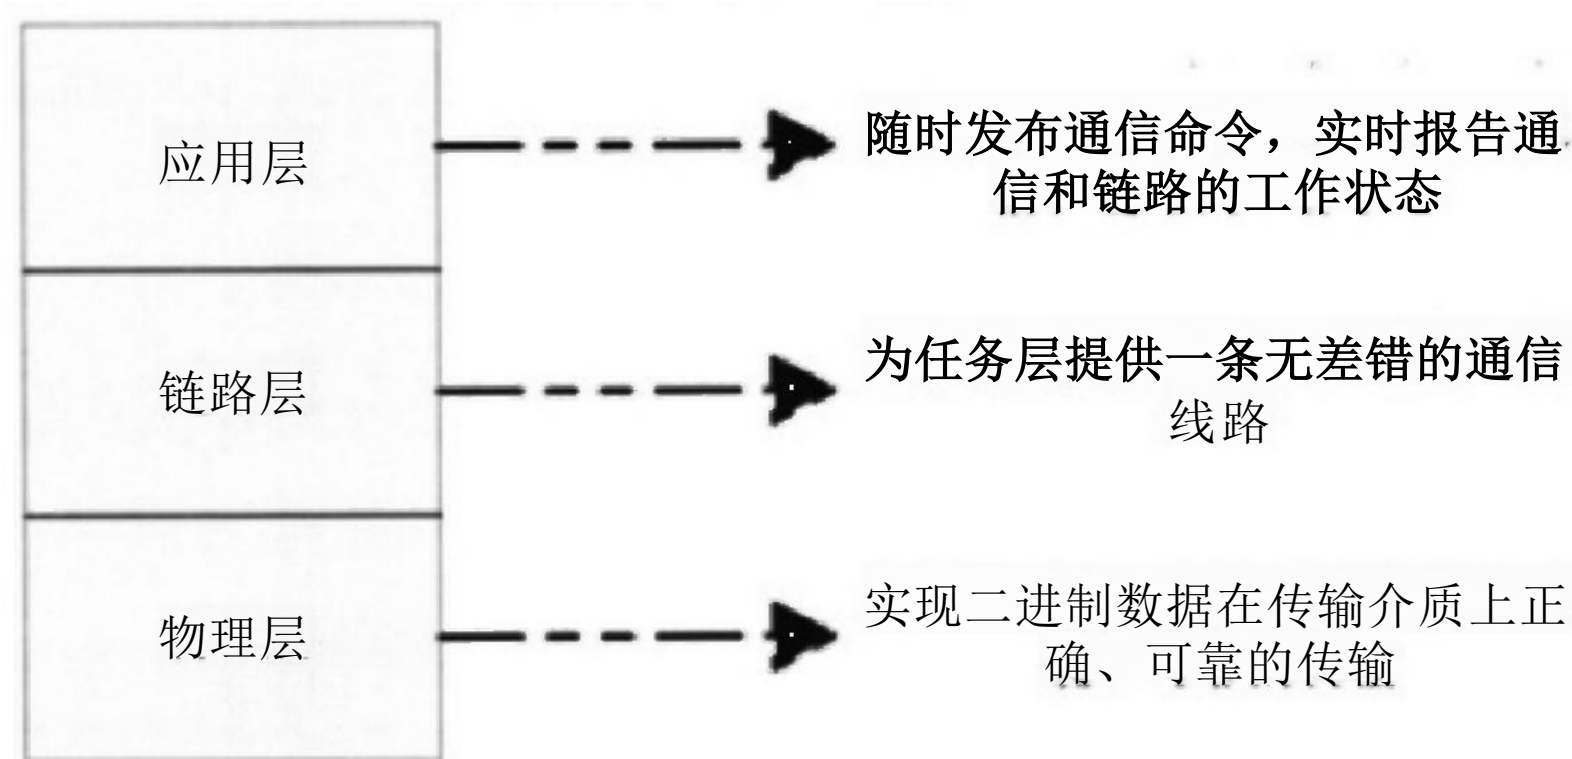 应用层
随时发布通信命令，实时报告通
信和链路的工作状态
链路层
为任务层提供一条无差错的通信
线路
物理层
实现二进制数据在传输介质上正
确、可靠的传输